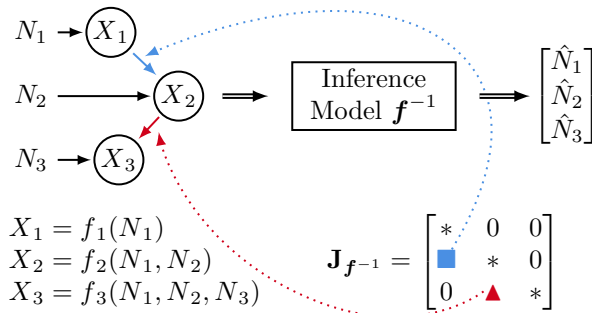 N₁ X₁
N₂ X₂
N₃ X₃
Inference
Model f⁻¹
N̂₁
N̂₂
N̂₃
X₁ = f₁(N₁)
X₂ = f₂(N₁, N₂)
X₃ = f₃(N₁, N₂, N₃)
J_f⁻¹ =
* 0 0
■ * 0
0 ▲ *